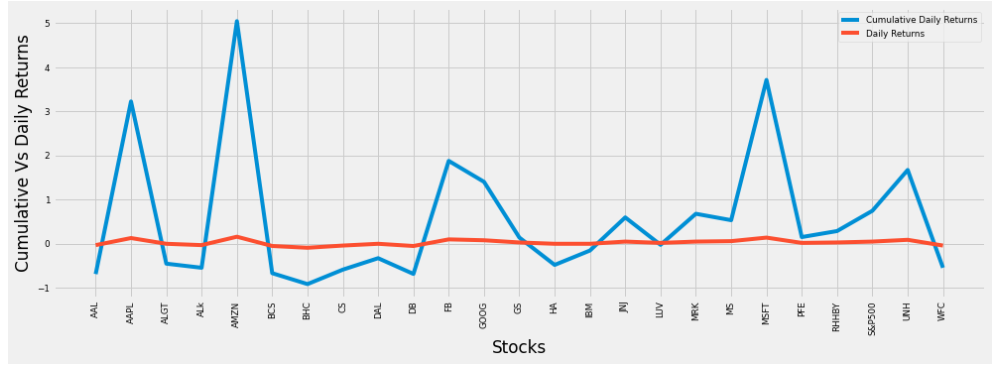 Cumulative Vs Daily Returns
5
4
3
2
1
0
−1
Cumulative Daily Returns
Daily Returns
AAL
AAPL
ALGT
ALk
AMZN
BCS
BHC
CS
DAL
DB
FB
GOOG
GS
HA
IBM
JNJ
LUV
MRK
MS
MSFT
PFE
RHHBY
S&P500
UNH
WFC
Stocks